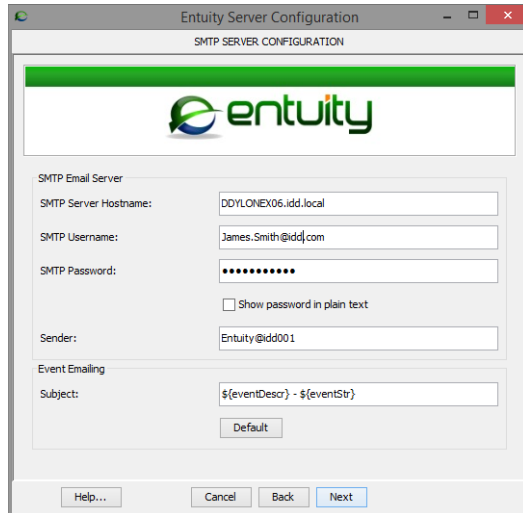 Entuity Server Configuration
SMTP SERVER CONFIGURATION
entuity
SMTP Email Server
SMTP Server Hostname: DDYLONEX06.idd.local
SMTP Username: James.Smith@idd.com
SMTP Password: •••••••••••
Show password in plain text
Sender: Entuity@idd001
Event Emailing
Subject: ${eventDescr} - ${eventStr}
Default
Help... Cancel Back Next